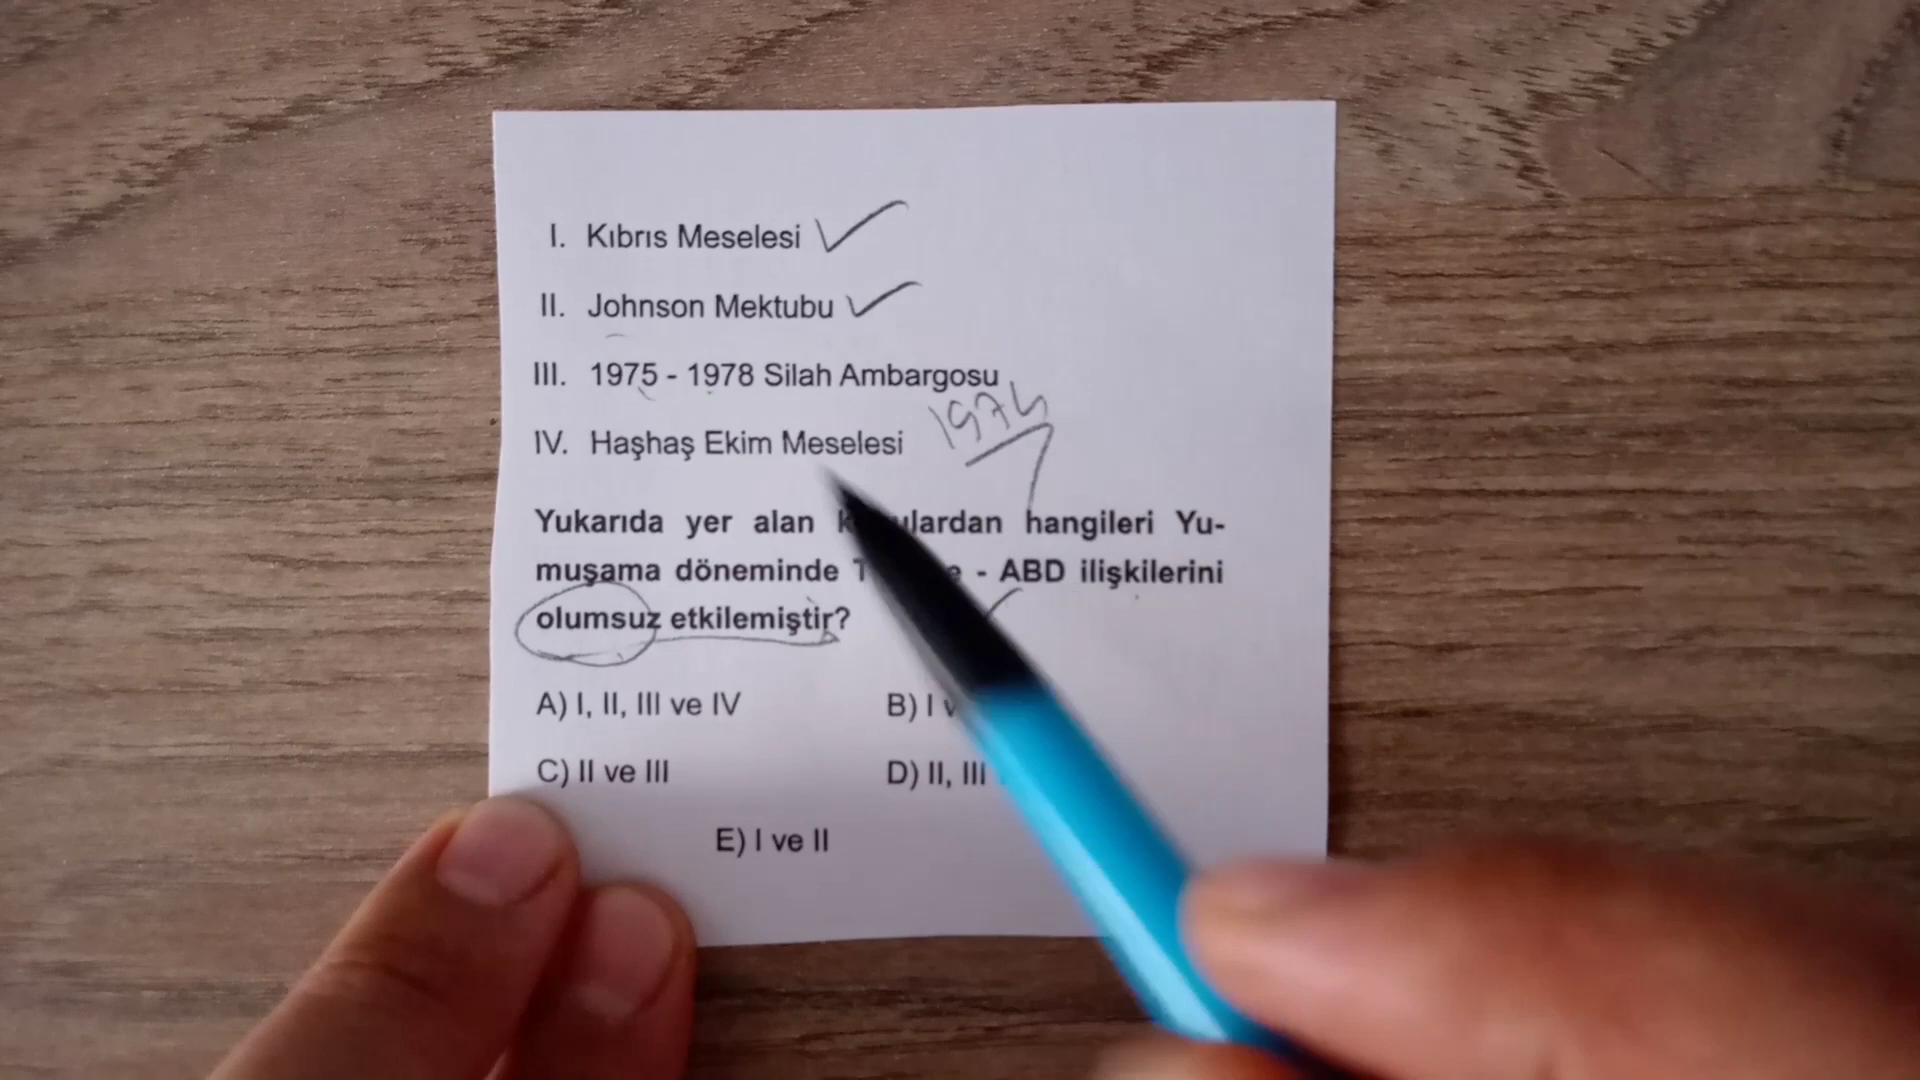 I. Kıbrıs Meselesi
II. Johnson Mektubu
III. 1975 - 1978 Silah Ambargosu
1974
IV. Haşhaş Ekim Meselesi
Yukarıda yer alan hangileri Yu-
muşama döneminde - ABD ilişkilerini
olumsuz etkilemiştir?
A) I, II, III ve IV B) I
C) II ve III D) II, III
E) I ve II